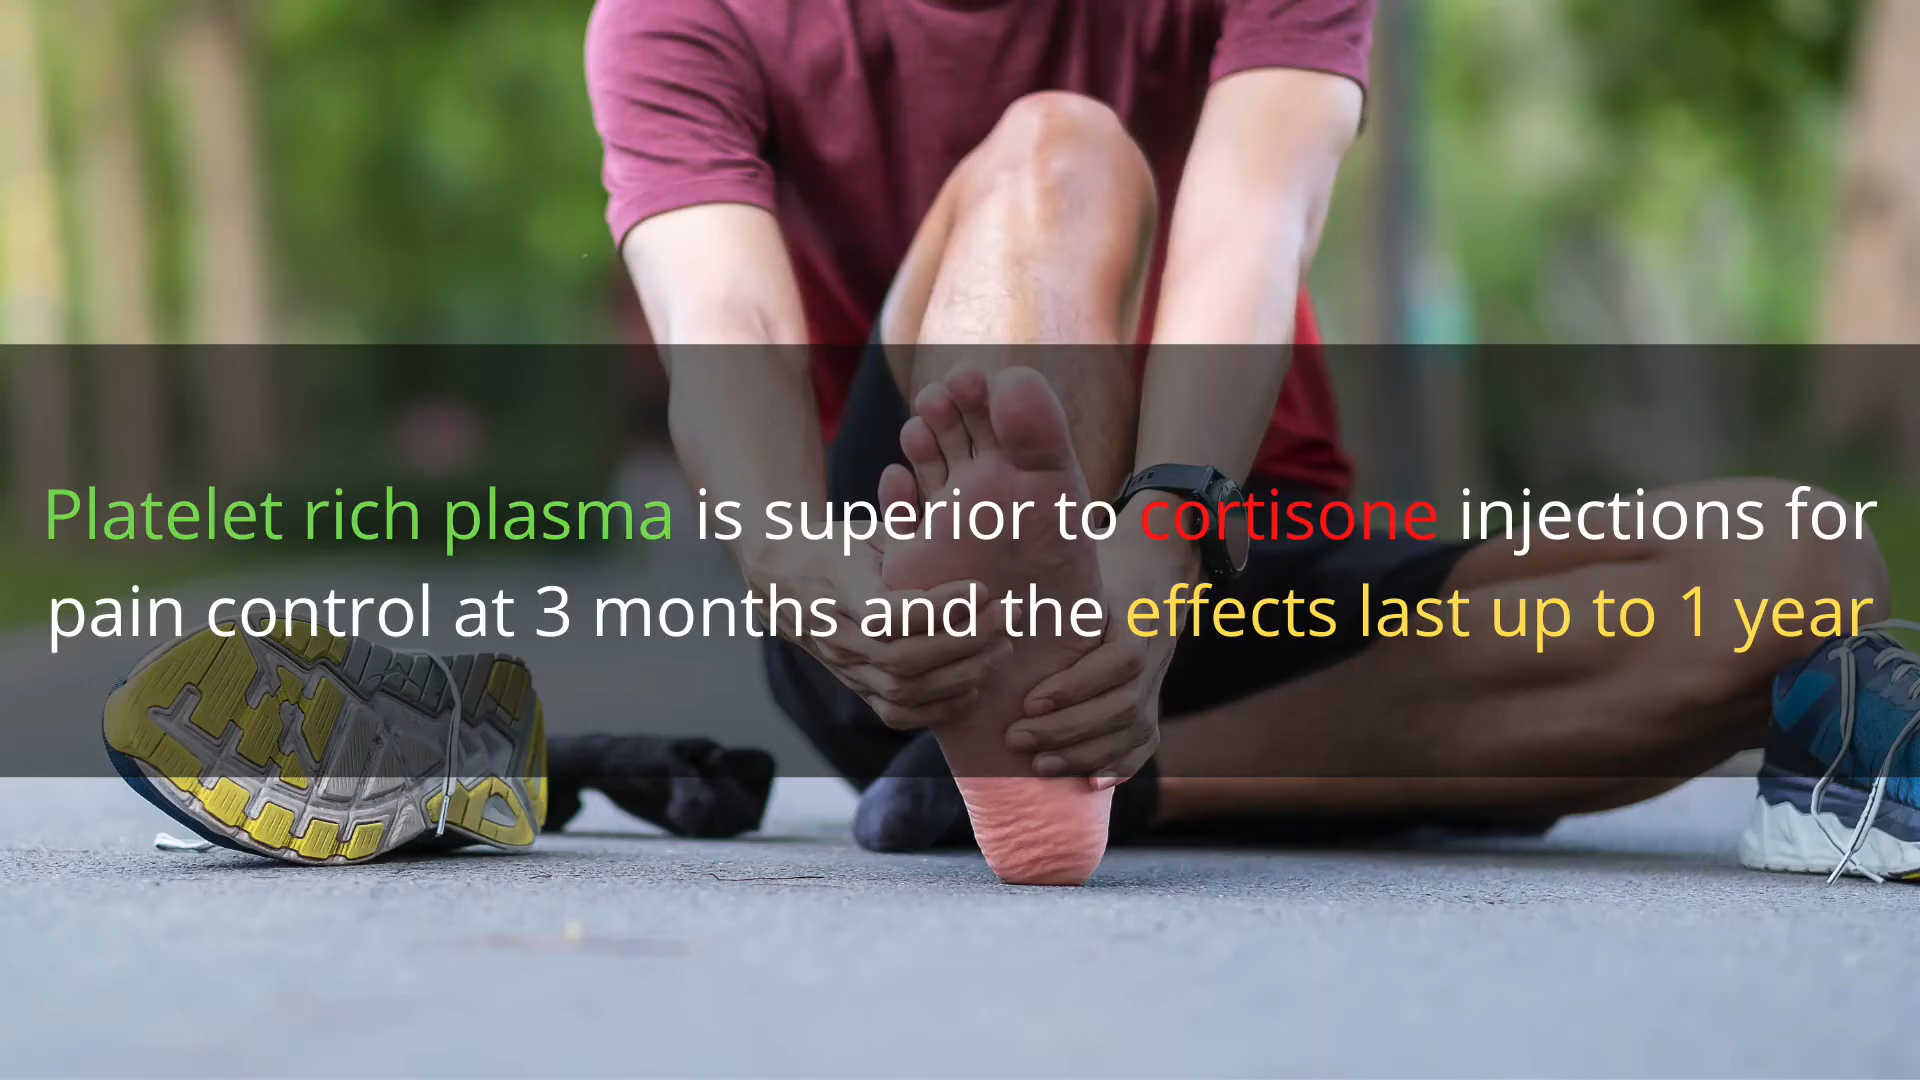 Platelet rich plasma is superior to cortisone injections for
pain control at 3 months and the effects last up to 1 year